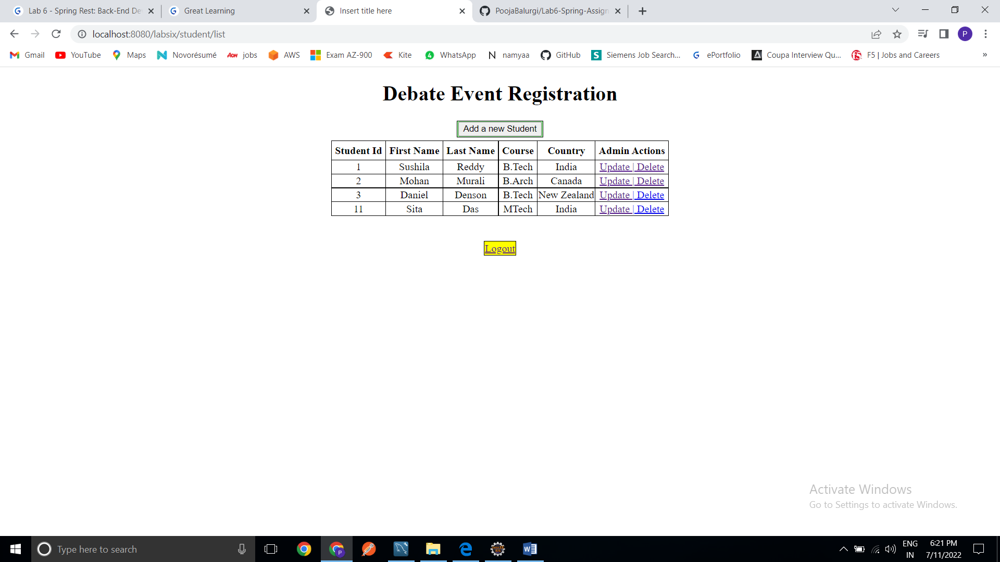 Lab 6 - Spring Rest: Back-End De
Great Learning
Insert title here
PoojaBalurgi/Lab6-Spring-Assign
localhost:8080/labsix/student/list
P
Gmail YouTube Maps Novorésumé AON jobs AWS Exam AZ-900 Kite WhatsApp namyaa GitHub Siemens Job Search... ePortfolio Coupa Interview Qu... F5 | Jobs and Careers »
Debate Event Registration
Add a new Student
Student Id First Name Last Name Course Country Admin Actions
1 Sushila Reddy B.Tech India Update | Delete
2 Mohan Murali B.Arch Canada Update | Delete
3 Daniel Denson B.Tech New Zealand Update | Delete
11 Sita Das MTech India Update | Delete
Logout
Activate Windows
Go to Settings to activate Windows.
Type here to search
ENG
IN
6:21 PM
7/11/2022